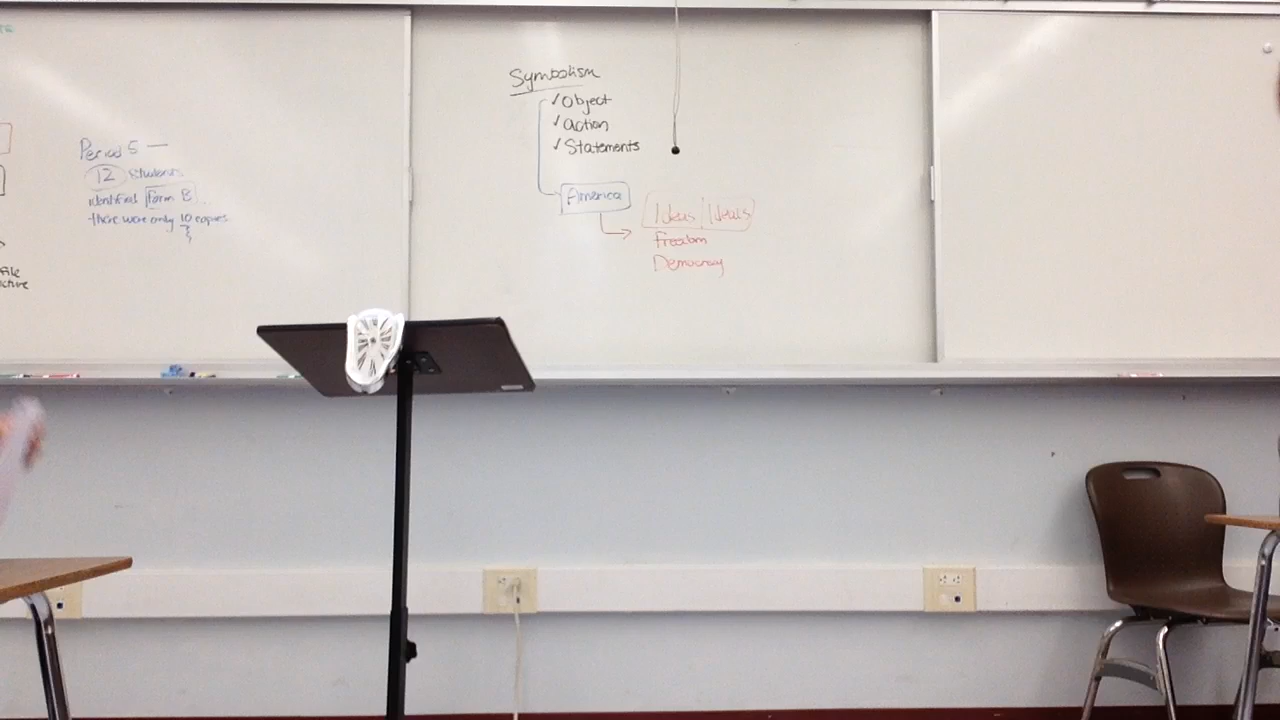 Period 5 —
12 students
identified Form B.
there were only 10 copies
?
File
Symbolism
✓Object
✓action
✓Statements
America
Ideas | Ideals
Freedom
Democracy